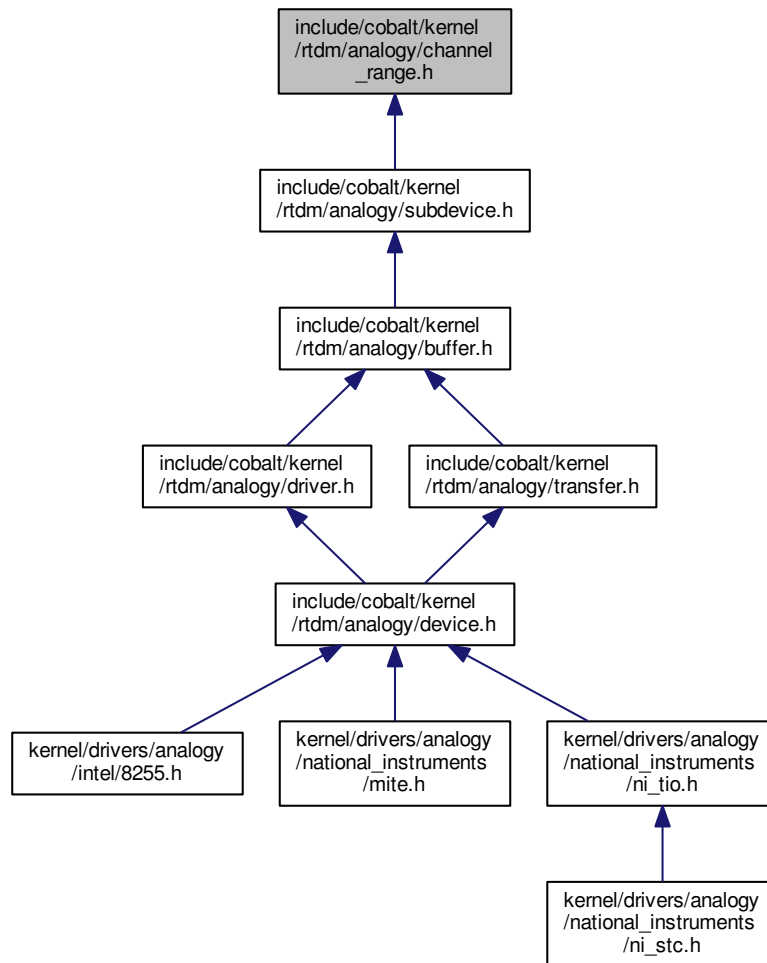 include/cobalt/kernel
/rtdm/analogy/channel
_range.h
include/cobalt/kernel
/rtdm/analogy/subdevice.h
include/cobalt/kernel
/rtdm/analogy/buffer.h
include/cobalt/kernel
/rtdm/analogy/driver.h
include/cobalt/kernel
/rtdm/analogy/transfer.h
include/cobalt/kernel
/rtdm/analogy/device.h
kernel/drivers/analogy
/intel/8255.h
kernel/drivers/analogy
/national_instruments
/mite.h
kernel/drivers/analogy
/national_instruments
/ni_tio.h
kernel/drivers/analogy
/national_instruments
/ni_stc.h